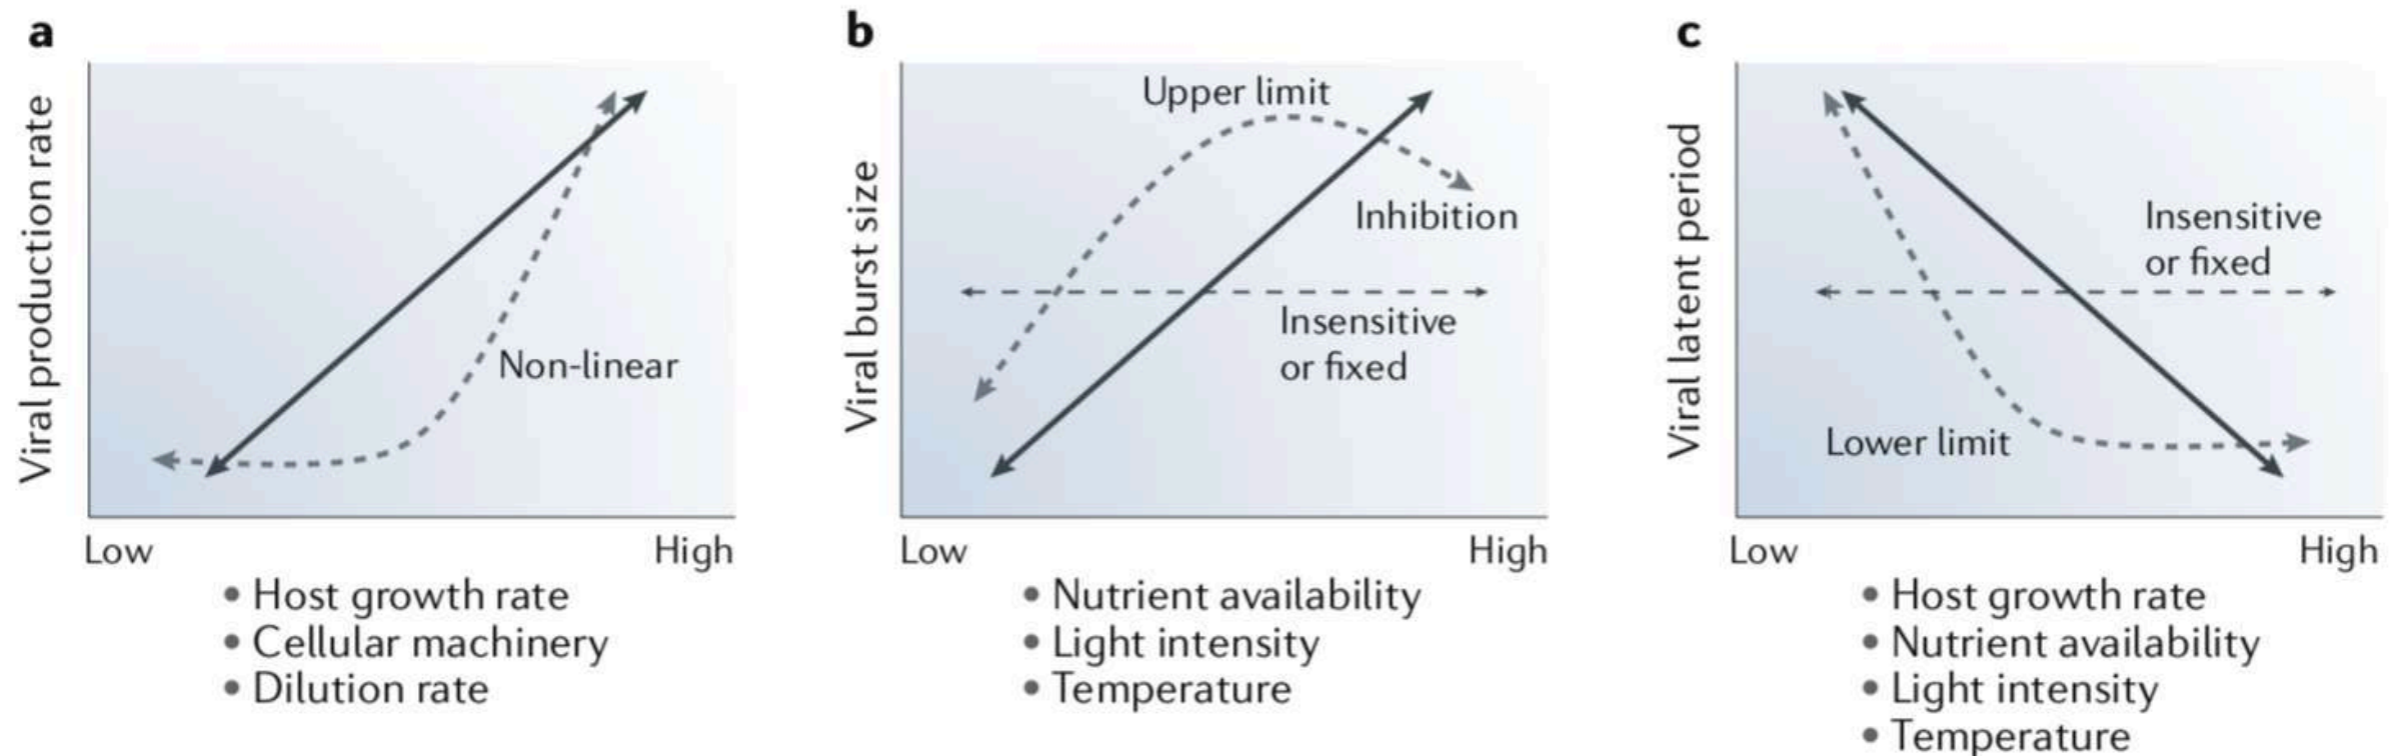 a
Viral production rate
Non-linear
Low
High
• Host growth rate
• Cellular machinery
• Dilution rate
b
Viral burst size
Upper limit
Inhibition
Insensitive
or fixed
Low
High
• Nutrient availability
• Light intensity
• Temperature
c
Viral latent period
Insensitive
or fixed
Lower limit
Low
High
• Host growth rate
• Nutrient availability
• Light intensity
• Temperature